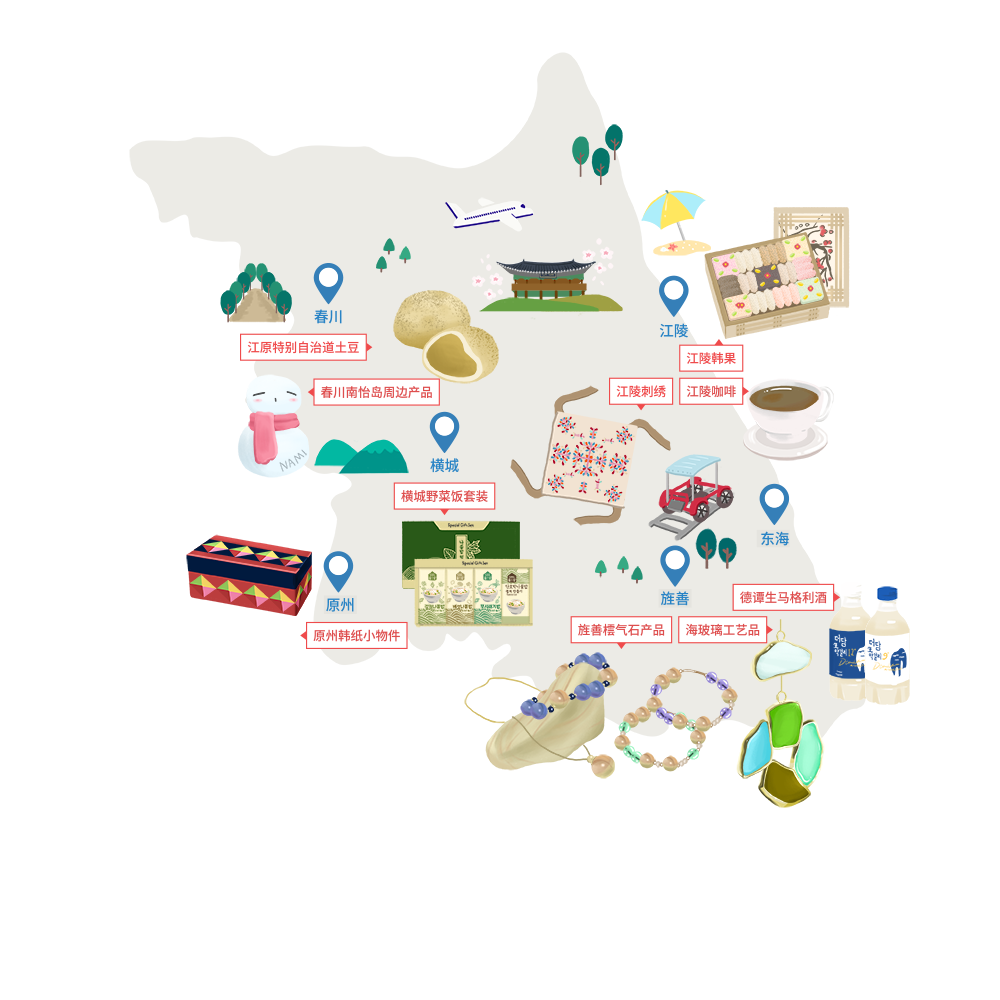 春川
江陵
江原特别自治道土豆
江陵韩果
春川南怡岛周边产品
江陵刺绣
江陵咖啡
NAMI
横城
横城野菜饭套装
Special Gift Set
Special Gift Set
东海
原州
旌善
德谭生马格利酒
原州韩纸小物件
旌善橒气石产品
海玻璃工艺品